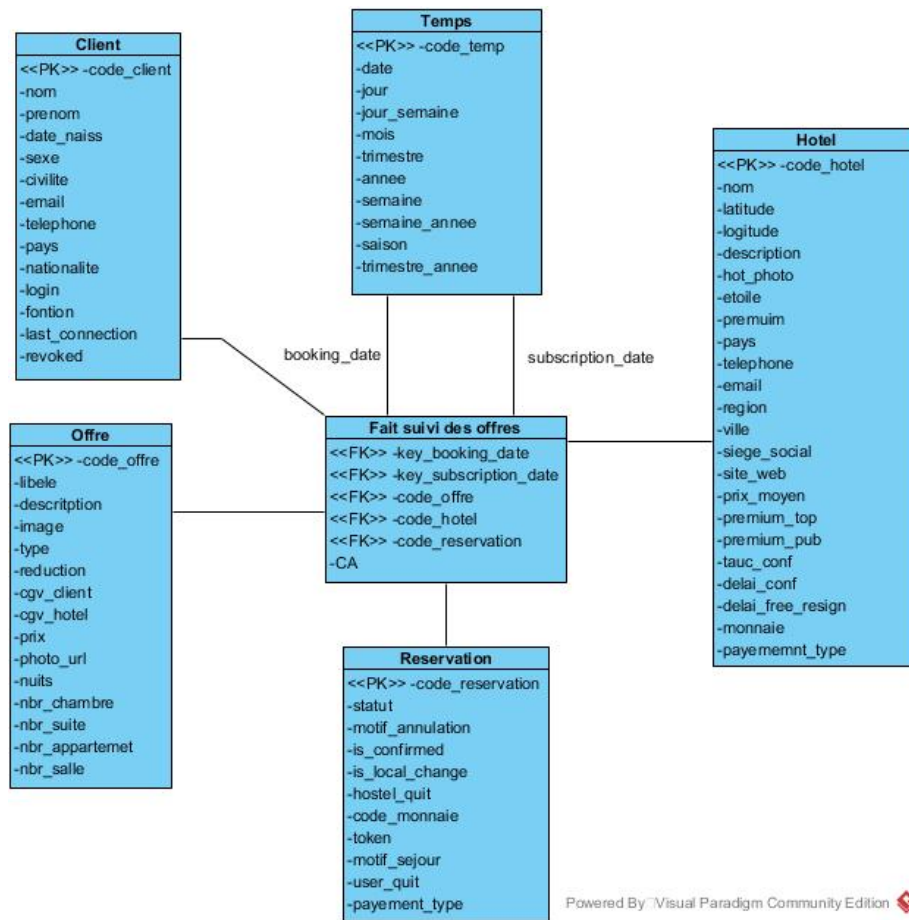 Client
<<PK>> -code_client
-nom
-prenom
-date_naiss
-sexe
-civilite
-email
-telephone
-pays
-nationalite
-login
-fontion
-last_connection
-revoked
Temps
<<PK>> -code_temp
-date
-jour
-jour_semaine
-mois
-trimestre
-annee
-semaine
-semaine_annee
-saison
-trimestre_annee
Hotel
<<PK>> -code_hotel
-nom
-latitude
-logitude
-description
-hot_photo
-etoile
-premuim
-pays
-telephone
-email
-region
-ville
-siege_social
-site_web
-prix_moyen
-premium_top
-premium_pub
-tauc_conf
-delai_conf
-delai_free_resign
-monnaie
-payememnt_type
booking_date
subscription_date
Offre
<<PK>> -code_offre
-libele
-descritption
-image
-type
-reduction
-cgv_client
-cgv_hotel
-prix
-photo_url
-nuits
-nbr_chambre
-nbr_suite
-nbr_appartemet
-nbr_salle
Fait suivi des offres
<<FK>> -key_booking_date
<<FK>> -key_subscription_date
<<FK>> -code_offre
<<FK>> -code_hotel
<<FK>> -code_reservation
-CA
Reservation
<<PK>> -code_reservation
-statut
-motif_annulation
-is_confirmed
-is_local_change
-hostel_quit
-code_monnaie
-token
-motif_sejour
-user_quit
-payement_type
Powered By Visual Paradigm Community Edition